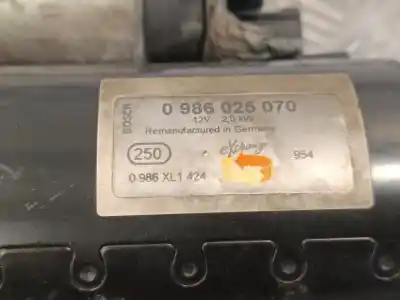 BOSCH
0 986 025 070
12V 2,0 kW
Remanufactured in Germany
250
eXchange
954
0 986 XL1 424